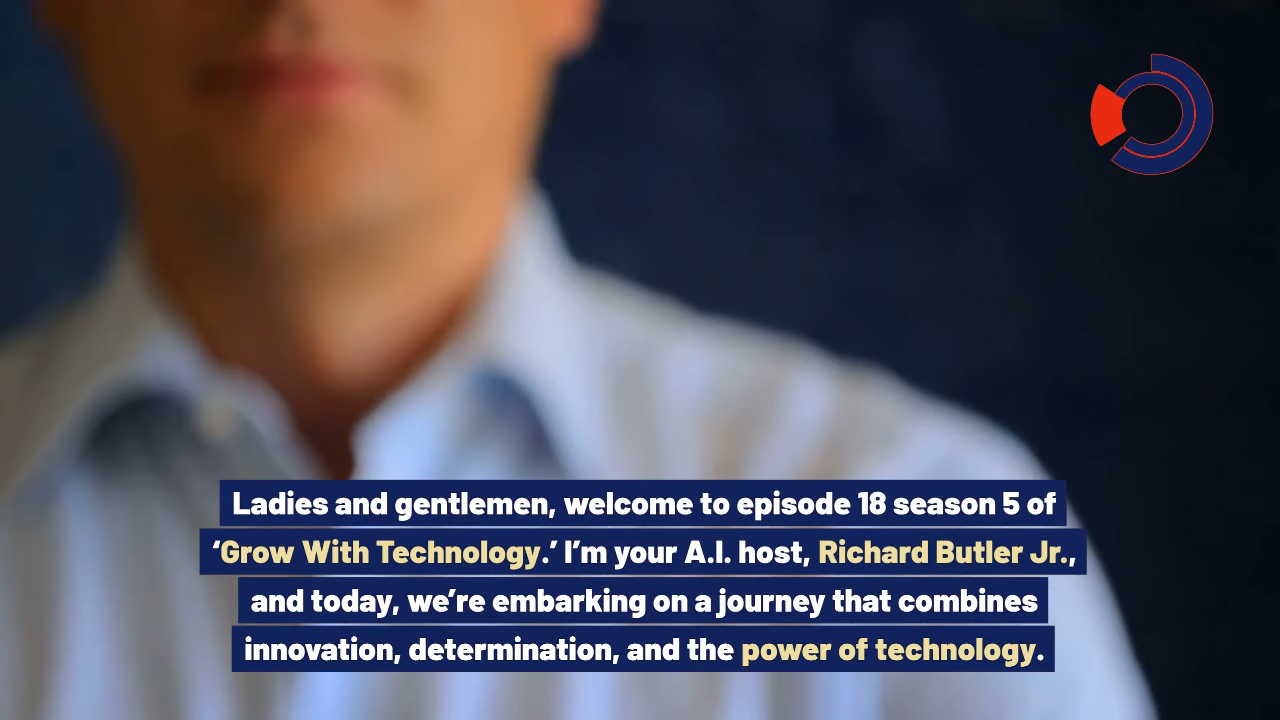 Ladies and gentlemen, welcome to episode 18 season 5 of
‘Grow With Technology.’ I’m your A.I. host, Richard Butler Jr.,
and today, we’re embarking on a journey that combines
innovation, determination, and the power of technology.